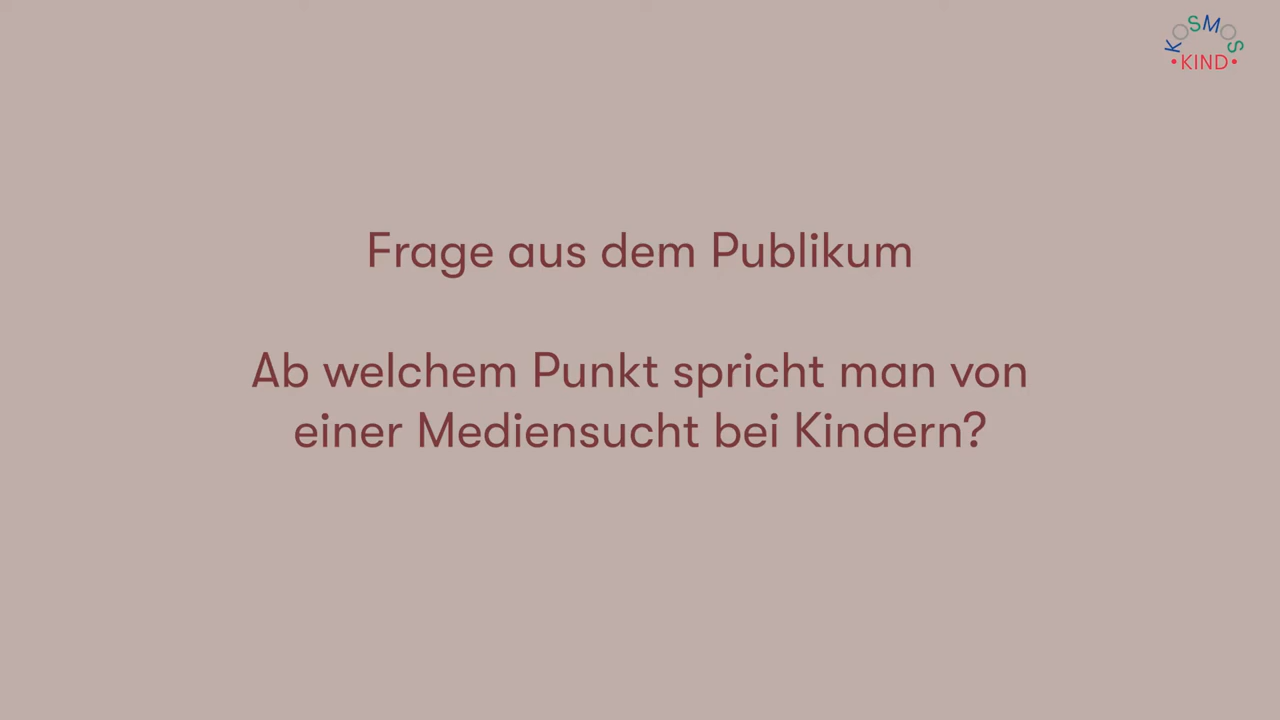 KOSMOS
•KIND•
Frage aus dem Publikum
Ab welchem Punkt spricht man von
einer Mediensucht bei Kindern?